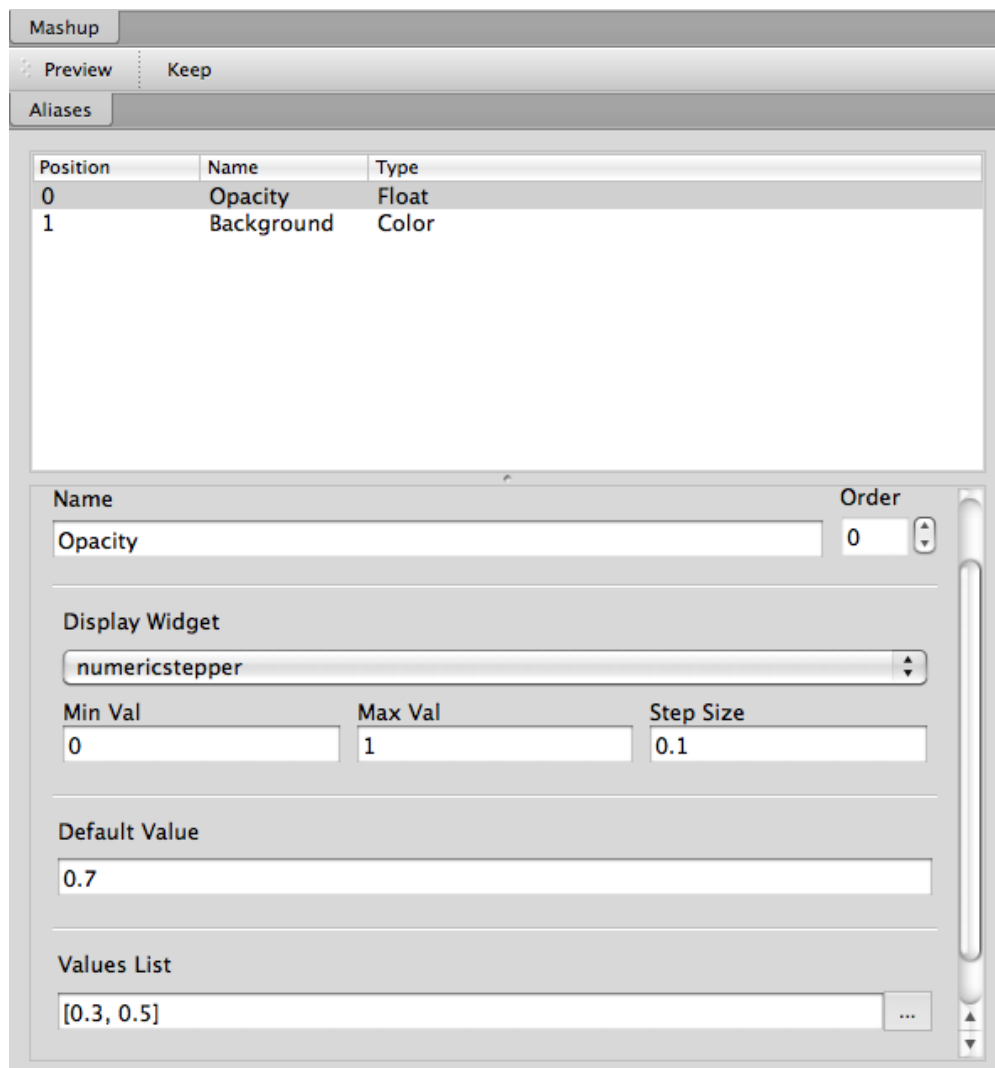 Mashup
Preview Keep
Aliases
Position Name Type
0 Opacity Float
1 Background Color
Name Order
Opacity 0
Display Widget
numericstepper
Min Val Max Val Step Size
0 1 0.1
Default Value
0.7
Values List
[0.3, 0.5] ...